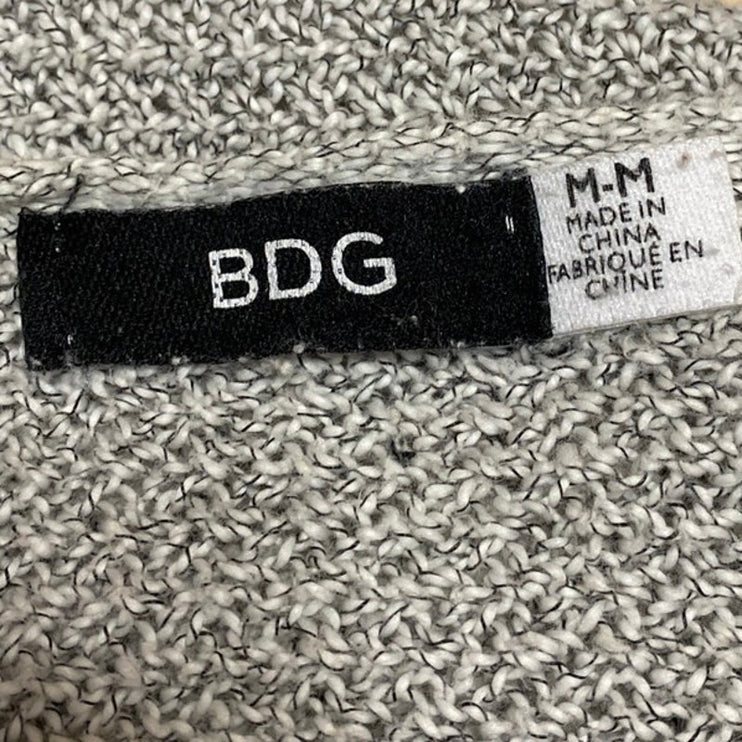 BDG
M-M
MADE IN
CHINA
FABRIQUÉ EN
CHINE